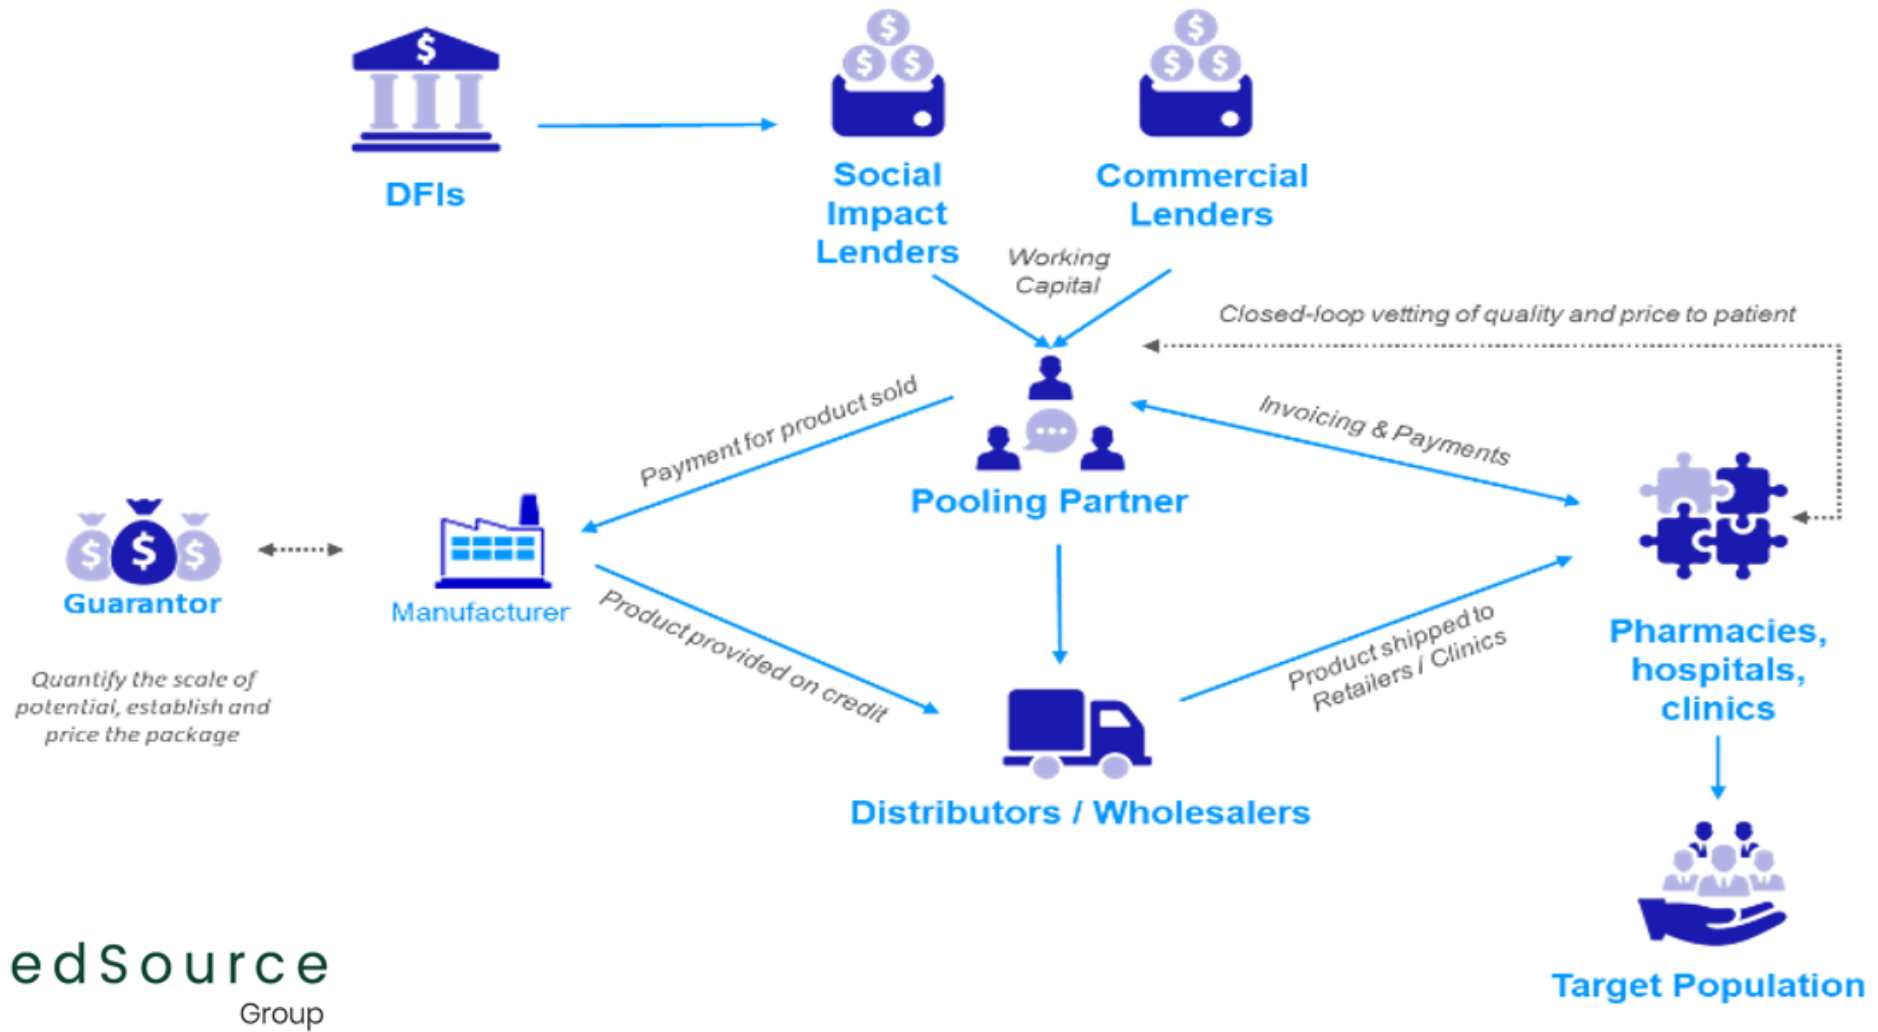 DFIs
Social
Impact
Lenders
Commercial
Lenders
Working
Capital
Closed-loop vetting of quality and price to patient
Payment for product sold
Invoicing & Payments
Pooling Partner
Guarantor
Manufacturer
Quantify the scale of
potential, establish and
price the package
Product provided on credit
Product shipped to
Retailers / Clinics
Pharmacies,
hospitals,
clinics
Distributors / Wholesalers
Target Population
edSource
Group